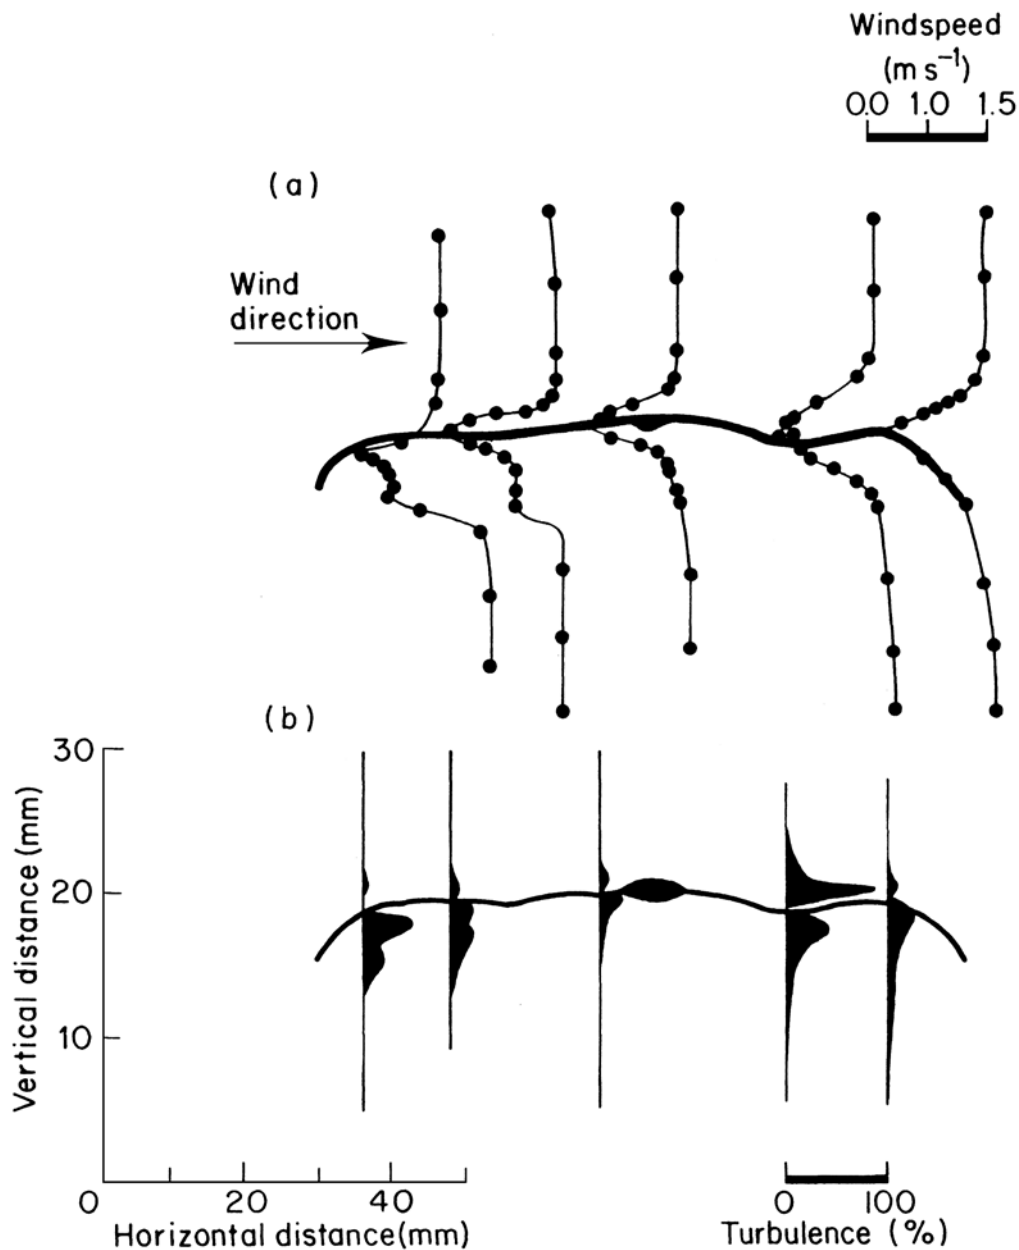 Windspeed
(m s⁻¹)
0.0 1.0 1.5
(a)
Wind
direction
(b)
30
20
10
Vertical distance (mm)
0 20 40
Horizontal distance (mm)
0 100
Turbulence (%)